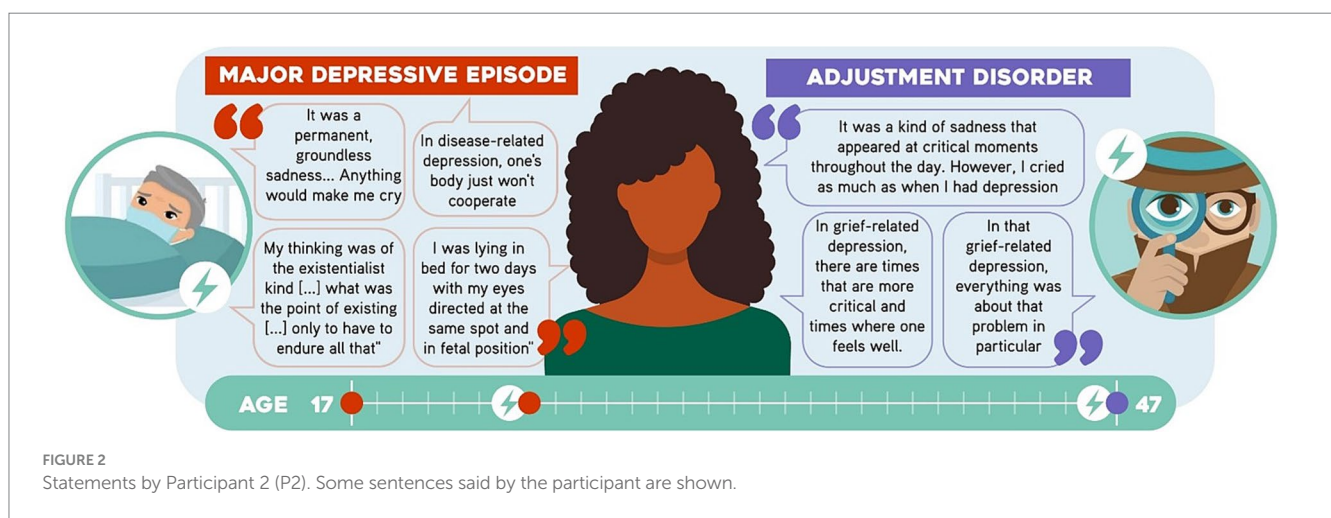 MAJOR DEPRESSIVE EPISODE
“
It was a
permanent,
groundless
sadness... Anything
would make me cry
In disease-related
depression, one's
body just won't
cooperate
My thinking was of
the existentialist
kind [...] what was
the point of existing
[...] only to have to
endure all that"
I was lying in
bed for two days
with my eyes
directed at the
same spot and
in fetal position"
”
ADJUSTMENT DISORDER
“
It was a kind of sadness that
appeared at critical moments
throughout the day. However, I cried
as much as when I had depression
In grief-related
depression,
there are times
that are more
critical and
times where one
feels well.
In that
grief-related
depression,
everything was
about that
problem in
particular
”
AGE 17 47
FIGURE 2
Statements by Participant 2 (P2). Some sentences said by the participant are shown.